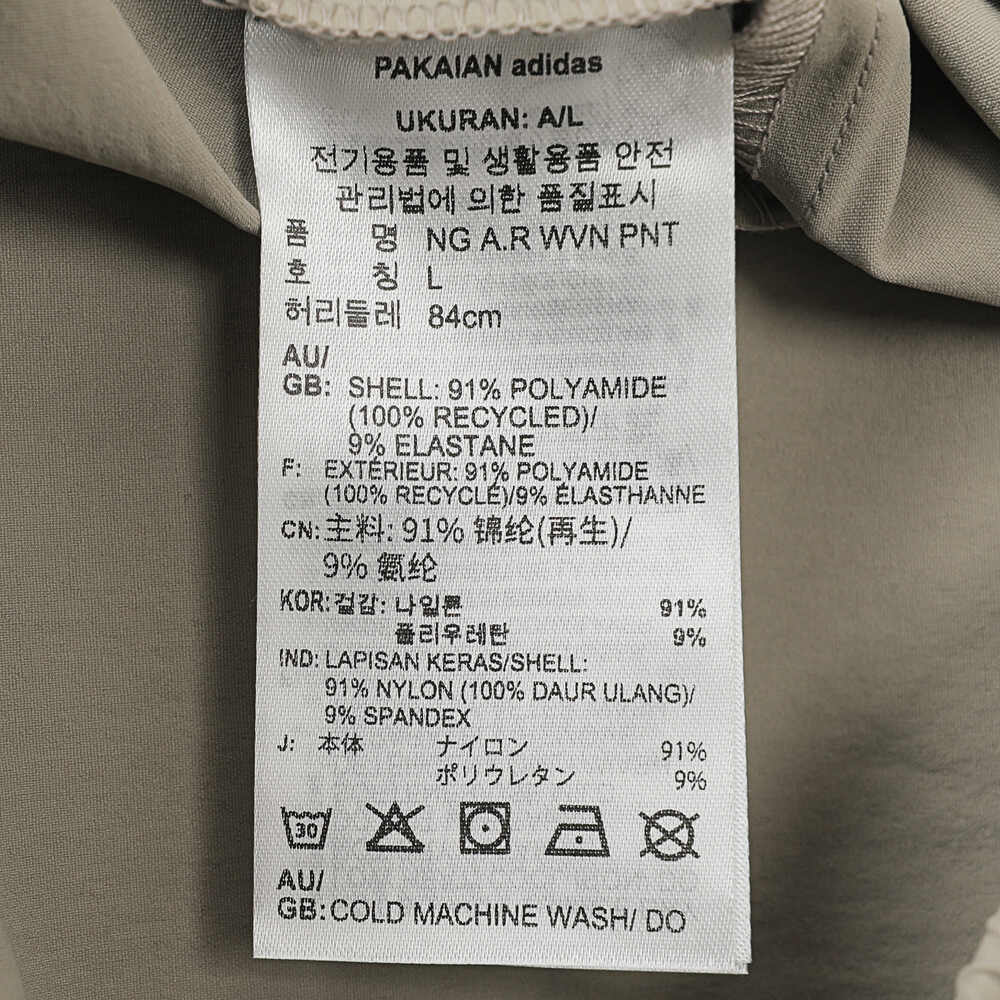 PAKAIAN adidas
UKURAN: A/L
전기용품 및 생활용품 안전
관리법에 의한 품질표시
품 명 NG A.R WVN PNT
호 칭 L
허리둘레 84cm
AU/
GB: SHELL: 91% POLYAMIDE
(100% RECYCLED)/
9% ELASTANE
F: EXTÉRIEUR: 91% POLYAMIDE
(100% RECYCLÉ)/9% ÉLASTHANNE
CN: 主料: 91% 锦纶(再生)/
9% 氨纶
KOR: 겉감: 나일론 91%
폴리우레탄 9%
IND: LAPISAN KERAS/SHELL:
91% NYLON (100% DAUR ULANG)/
9% SPANDEX
J: 本体 ナイロン 91%
ポリウレタン 9%
30
AU/
GB: COLD MACHINE WASH/ DO